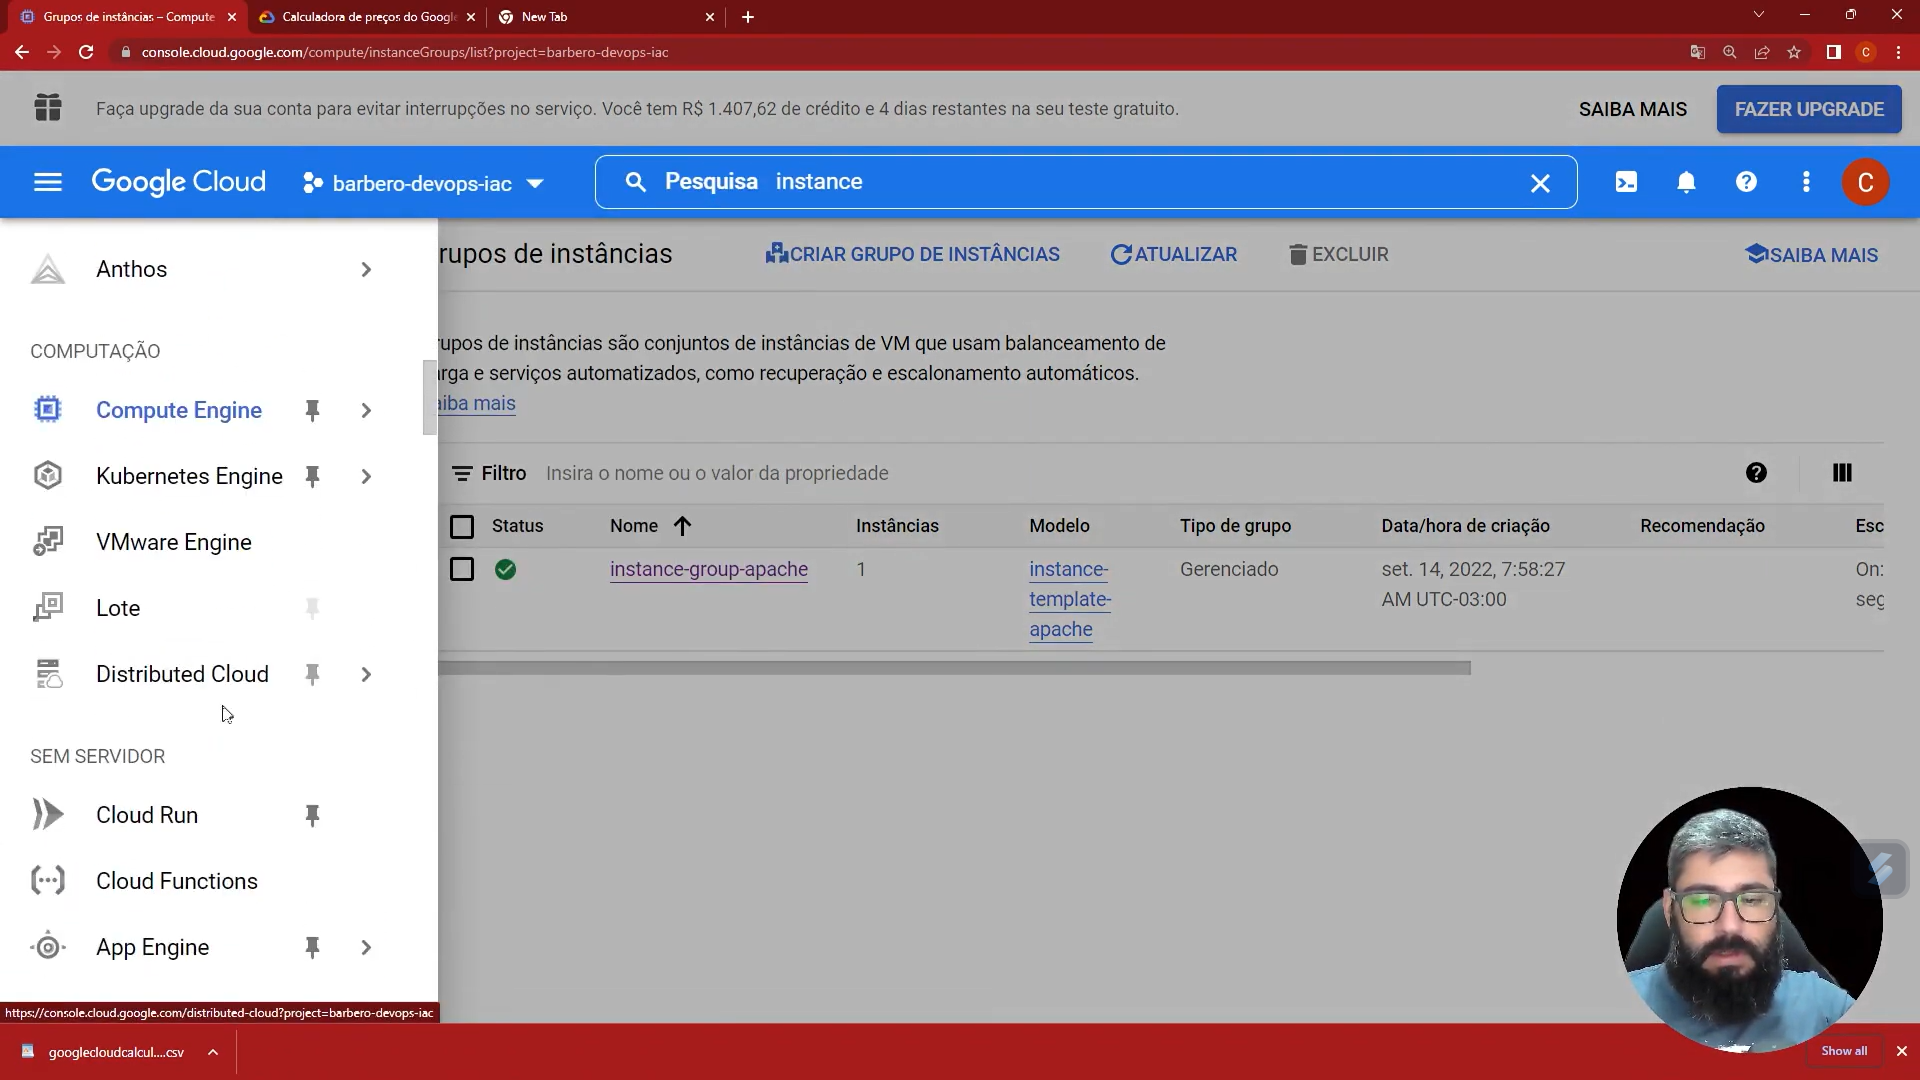 Grupos de instâncias – Compute
Calculadora de preços do Google
New Tab
console.cloud.google.com/compute/instanceGroups/list?project=barbero-devops-iac
C
Faça upgrade da sua conta para evitar interrupções no serviço. Você tem R$ 1.407,62 de crédito e 4 dias restantes na seu teste gratuito.
SAIBA MAIS
FAZER UPGRADE
Google Cloud
barbero-devops-iac
Pesquisa instance
C
Anthos
COMPUTAÇÃO
Compute Engine
Kubernetes Engine
VMware Engine
Lote
Distributed Cloud
SEM SERVIDOR
Cloud Run
Cloud Functions
App Engine
rupos de instâncias
CRIAR GRUPO DE INSTÂNCIAS
ATUALIZAR
EXCLUIR
SAIBA MAIS
rupos de instâncias são conjuntos de instâncias de VM que usam balanceamento de
arga e serviços automatizados, como recuperação e escalonamento automáticos.
aiba mais
Filtro Insira o nome ou o valor da propriedade
Status Nome Instâncias Modelo Tipo de grupo Data/hora de criação Recomendação Esc
instance-group-apache 1 instance- Gerenciado set. 14, 2022, 7:58:27 On:
template- AM UTC-03:00 seg
apache
https://console.cloud.google.com/distributed-cloud?project=barbero-devops-iac
googlecloudcalcul....csv
Show all